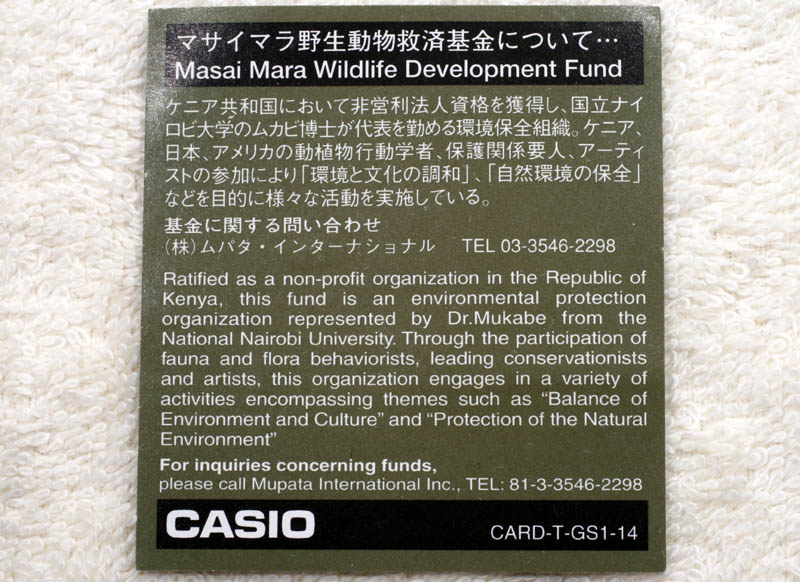 マサイマラ野生動物救済基金について…
Masai Mara Wildlife Development Fund
ケニア共和国において非営利法人資格を獲得し、国立ナイ
ロビ大学のムカビ博士が代表を勤める環境保全組織。ケニア、
日本、アメリカの動植物行動学者、保護関係要人、アーティ
ストの参加により「環境と文化の調和」、「自然環境の保全」
などを目的に様々な活動を実施している。
基金に関する問い合わせ
(株)ムパタ・インターナショナル TEL 03-3546-2298
Ratified as a non-profit organization in the Republic of
Kenya, this fund is an environmental protection
organization represented by Dr.Mukabe from the
National Nairobi University. Through the participation of
fauna and flora behaviorists, leading conservationists
and artists, this organization engages in a variety of
activities encompassing themes such as “Balance of
Environment and Culture” and “Protection of the Natural
Environment”
For inquiries concerning funds,
please call Mupata International Inc., TEL: 81-3-3546-2298
CASIO
CARD-T-GS1-14